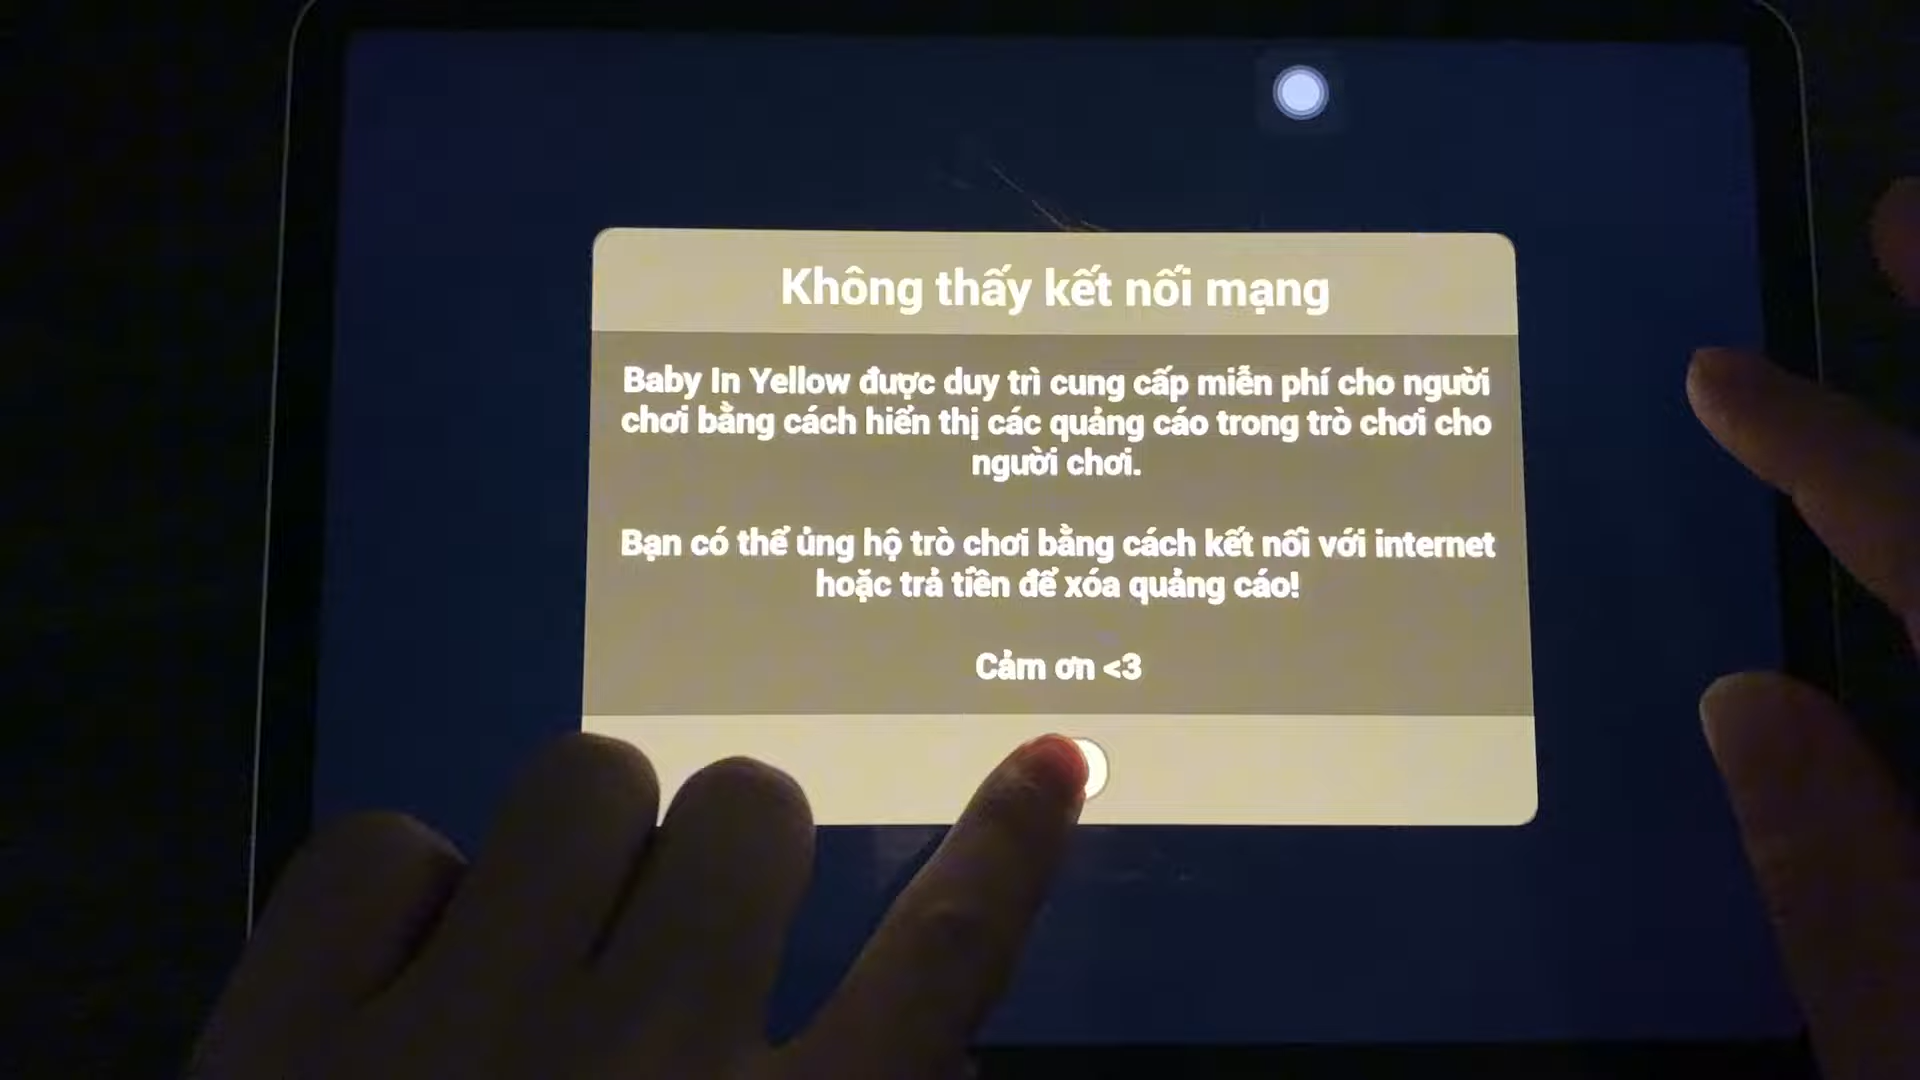 Không thấy kết nối mạng
Baby In Yellow được duy trì cung cấp miễn phí cho người
chơi bằng cách hiển thị các quảng cáo trong trò chơi cho
người chơi.
Bạn có thể ủng hộ trò chơi bằng cách kết nối với internet
hoặc trả tiền để xóa quảng cáo!
Cảm ơn <3